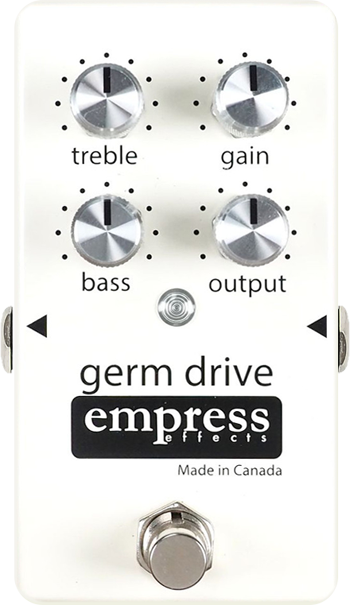 treble gain
bass output
germ drive
empress
effects
Made in Canada